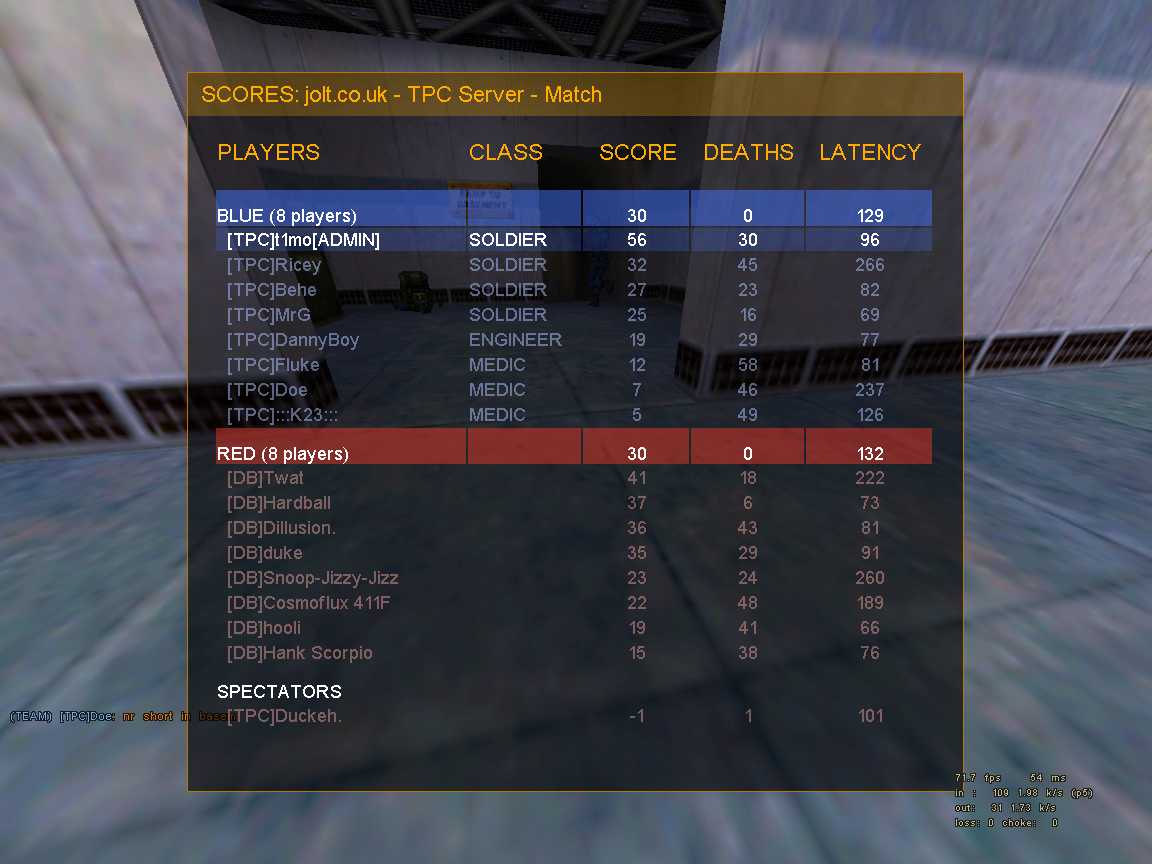 SCORES: jolt.co.uk - TPC Server - Match
PLAYERS CLASS SCORE DEATHS LATENCY
BLUE (8 players) 30 0 129
[TPC]t1mo[ADMIN] SOLDIER 56 30 96
[TPC]Ricey SOLDIER 32 45 266
[TPC]Behe SOLDIER 27 23 82
[TPC]MrG SOLDIER 25 16 69
[TPC]DannyBoy ENGINEER 19 29 77
[TPC]Fluke MEDIC 12 58 81
[TPC]Doe MEDIC 7 46 237
[TPC]:::K23::: MEDIC 5 49 126
RED (8 players) 30 0 132
[DB]Twat 41 18 222
[DB]Hardball 37 6 73
[DB]Dillusion. 36 43 81
[DB]duke 35 29 91
[DB]Snoop-Jizzy-Jizz 23 24 260
[DB]Cosmoflux 411F 22 48 189
[DB]hooli 19 41 66
[DB]Hank Scorpio 15 38 76
SPECTATORS
(TEAM) [TPC]Doe: nr short in
[TPC]Duckeh. -1 1 101
71.7 fps 54 ms
in : 109 1.98 k/s (p5)
out: 31 1.73 k/s
loss: 0 choke: 0